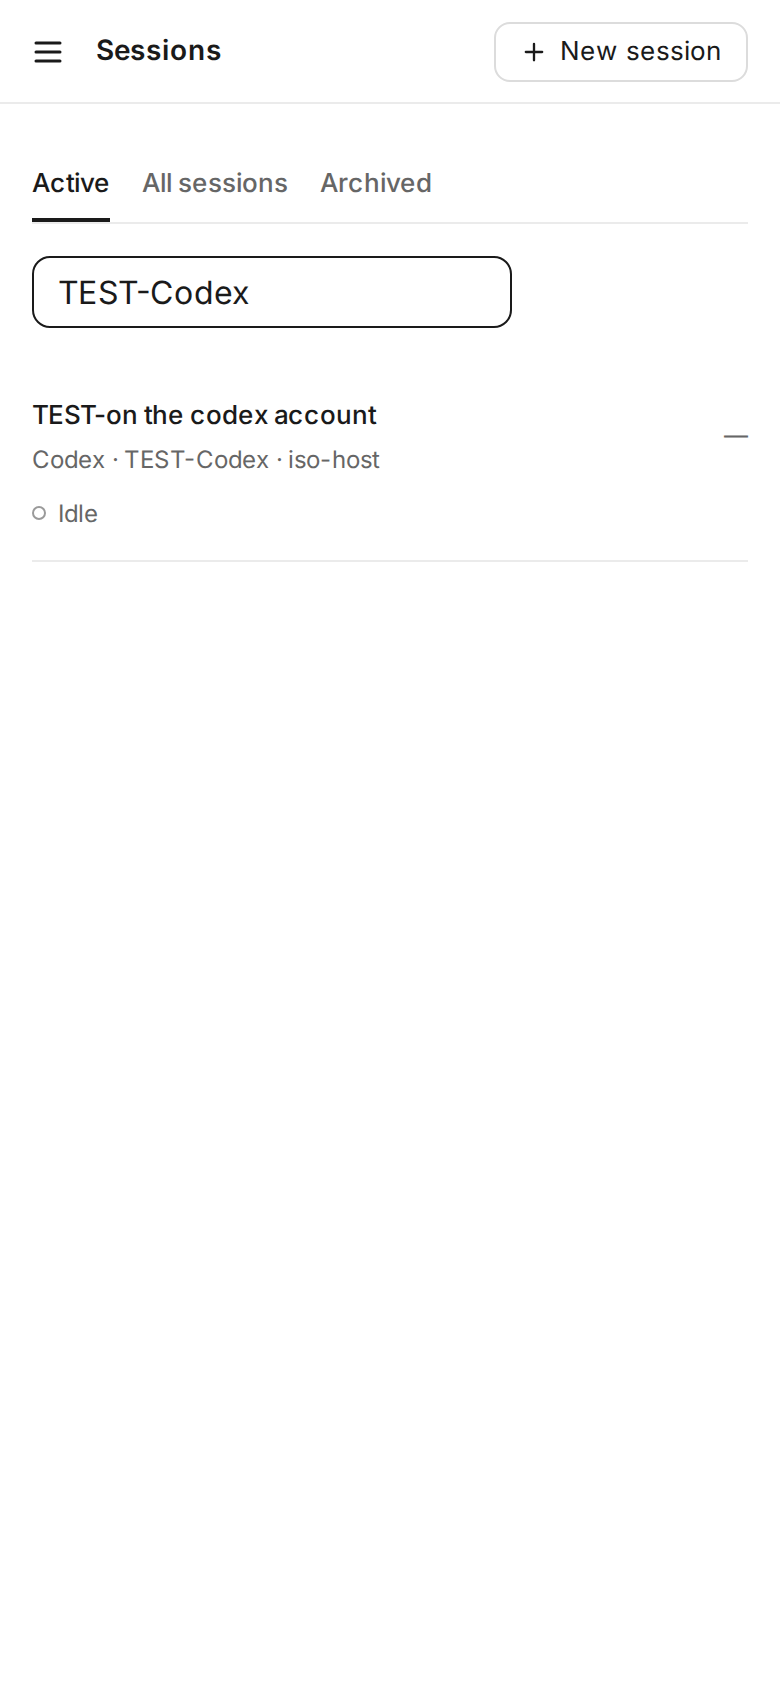 Sessions
+ New session
Active
All sessions
Archived
TEST-Codex
TEST-on the codex account
—
Codex · TEST-Codex · iso-host
Idle